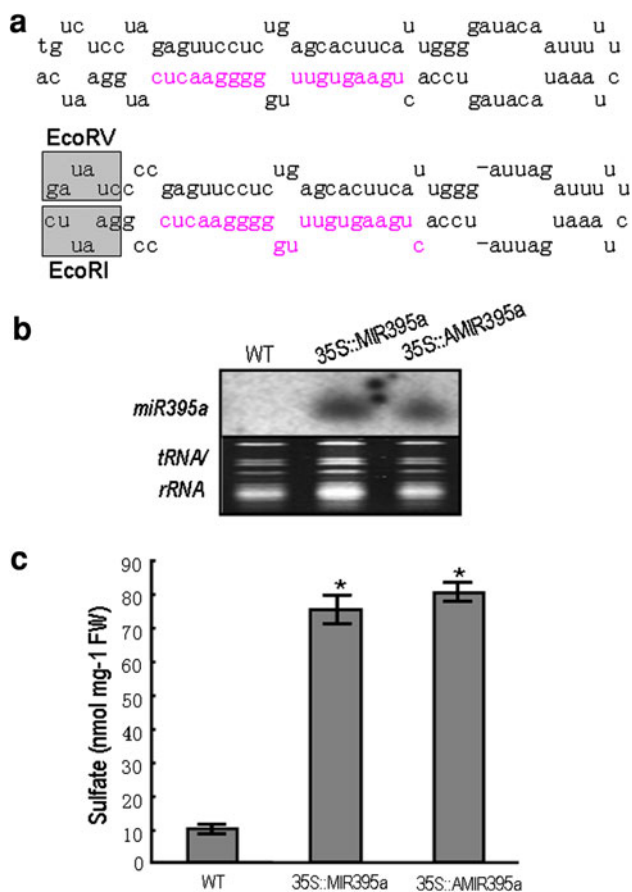 a
uc ua ug u gauaca u
tg ucc gaguuccuc agcacuuca uggg auuu u
ac agg cucaagggg uugugaagu accu uaaa c
ua ua gu c gauaca u
EcoRV
ua cc ug u -auuag u
ga ucc gaguuccuc agcacuuca uggg auuu u
cu agg cucaagggg uugugaagu accu uaaa c
ua cc gu c -auuag u
EcoRI
b
WT 35S::MIR395a 35S::AMIR395a
miR395a
tRNA/
rRNA
c
Sulfate (nmol mg-1 FW)
90
80
70
60
50
40
30
20
10
0
* *
WT 35S::MIR395a 35S::AMIR395a